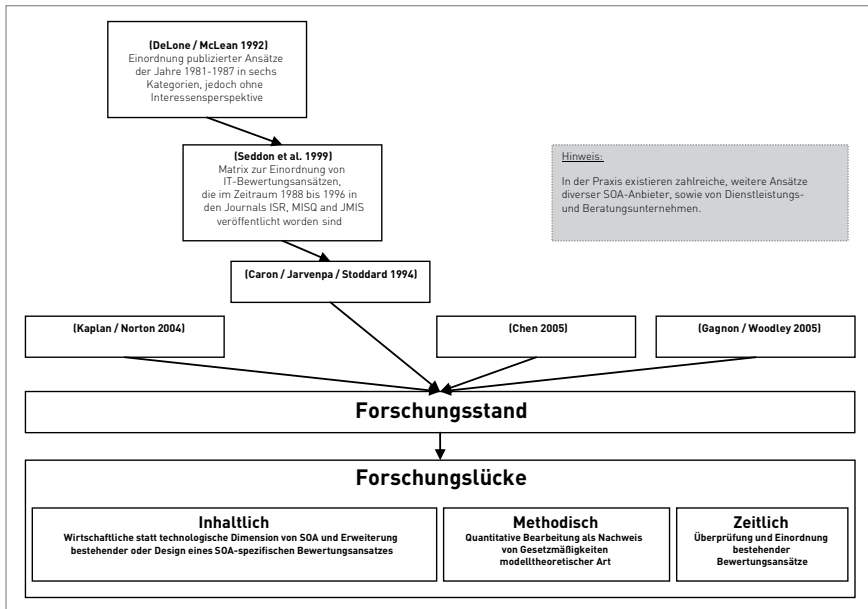 (DeLone / McLean 1992)
Einordnung publizierter Ansätze
der Jahre 1981-1987 in sechs
Kategorien, jedoch ohne
Interessensperspektive
(Seddon et al. 1999)
Matrix zur Einordnung von
IT-Bewertungsansätzen,
die im Zeitraum 1988 bis 1996 in
den Journals ISR, MISQ and JMIS
veröffentlicht worden sind
Hinweis:
In der Praxis existieren zahlreiche, weitere Ansätze
diverser SOA-Anbieter, sowie von Dienstleistungs-
und Beratungsunternehmen.
(Caron / Jarvenpa / Stoddard 1994)
(Kaplan / Norton 2004)
(Chen 2005)
(Gagnon / Woodley 2005)
Forschungsstand
Forschungslücke
Inhaltlich
Wirtschaftliche statt technologische Dimension von SOA und Erweiterung
bestehender oder Design eines SOA-spezifischen Bewertungsansatzes
Methodisch
Quantitative Bearbeitung als Nachweis
von Gesetzmäßigkeiten
modelltheoretischer Art
Zeitlich
Überprüfung und Einordnung
bestehender
Bewertungsansätze